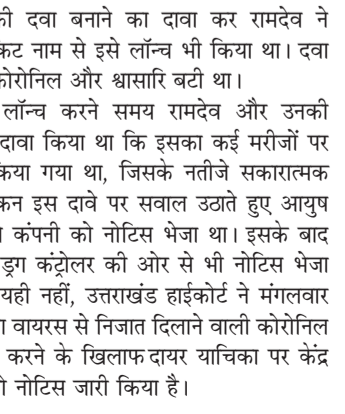 की दवा बनाने का दावा कर रामदेव ने
कट नाम से इसे लॉन्च भी किया था। दवा
कोरोनिल और श्वासारि बटी था।
लॉन्च करने समय रामदेव और उनकी
दावा किया था कि इसका कई मरीजों पर
किया गया था, जिसके नतीजे सकारात्मक
कन इस दावे पर सवाल उठाते हुए आयुष
कंपनी को नोटिस भेजा था। इसके बाद
ड्रग कंट्रोलर की ओर से भी नोटिस भेजा
यही नहीं, उत्तराखंड हाईकोर्ट ने मंगलवार
वायरस से निजात दिलाने वाली कोरोनिल
करने के खिलाफ दायर याचिका पर केंद्र
नोटिस जारी किया है।